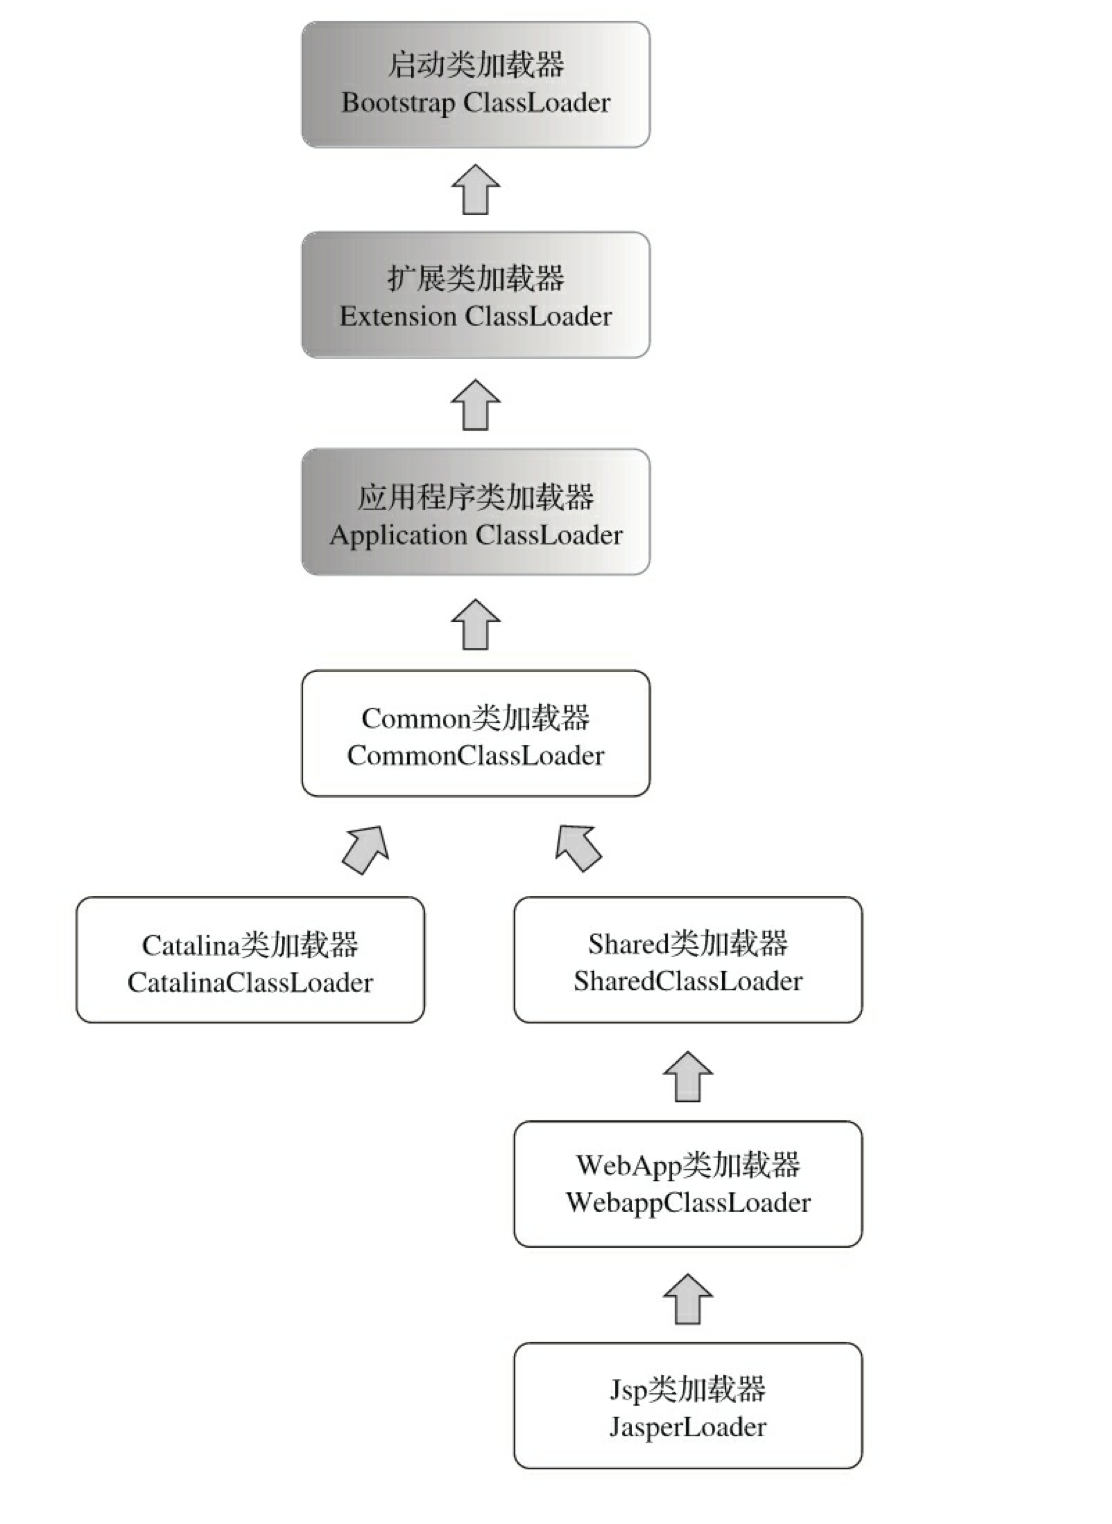 启动类加载器
Bootstrap ClassLoader
扩展类加载器
Extension ClassLoader
应用程序类加载器
Application ClassLoader
Common类加载器
CommonClassLoader
Catalina类加载器
CatalinaClassLoader
Shared类加载器
SharedClassLoader
WebApp类加载器
WebappClassLoader
Jsp类加载器
JasperLoader